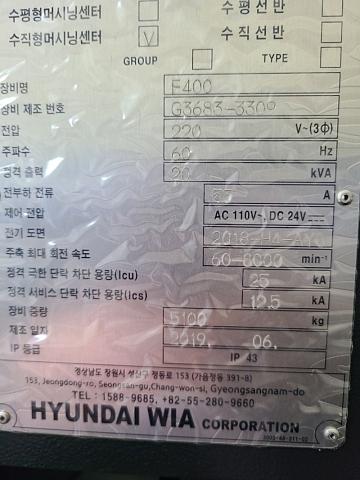 수평형머시닝센터 수평선반
수직형머시닝센터 V 수직선반
GROUP TYPE
장비명 F400
장비 제조 번호 G3683-3309
전압 220 V~(3Φ)
주파수 60 Hz
정격 출력 20 kVA
전부하 전류 A
제어 전압 AC 110V~, DC 24V
전기 도면
주축 최대 회전 속도 60-8000 min⁻¹
정격 극한 단락 차단 용량(Icu) 25 kA
정격 서비스 단락 차단 용량(Ics) 12.5 kA
장비 중량 5100 kg
제조 일자 2019. 06.
IP 등급 IP 43
경상남도 창원시 성산구 정동로 153 (가음정동 391-8)
153, Jeongdong-ro, Seongsan-gu, Chang-won-si, Gyeongsangnam-do
TEL : 1588-9685, +82-55-280-9660
HYUNDAI WIA CORPORATION